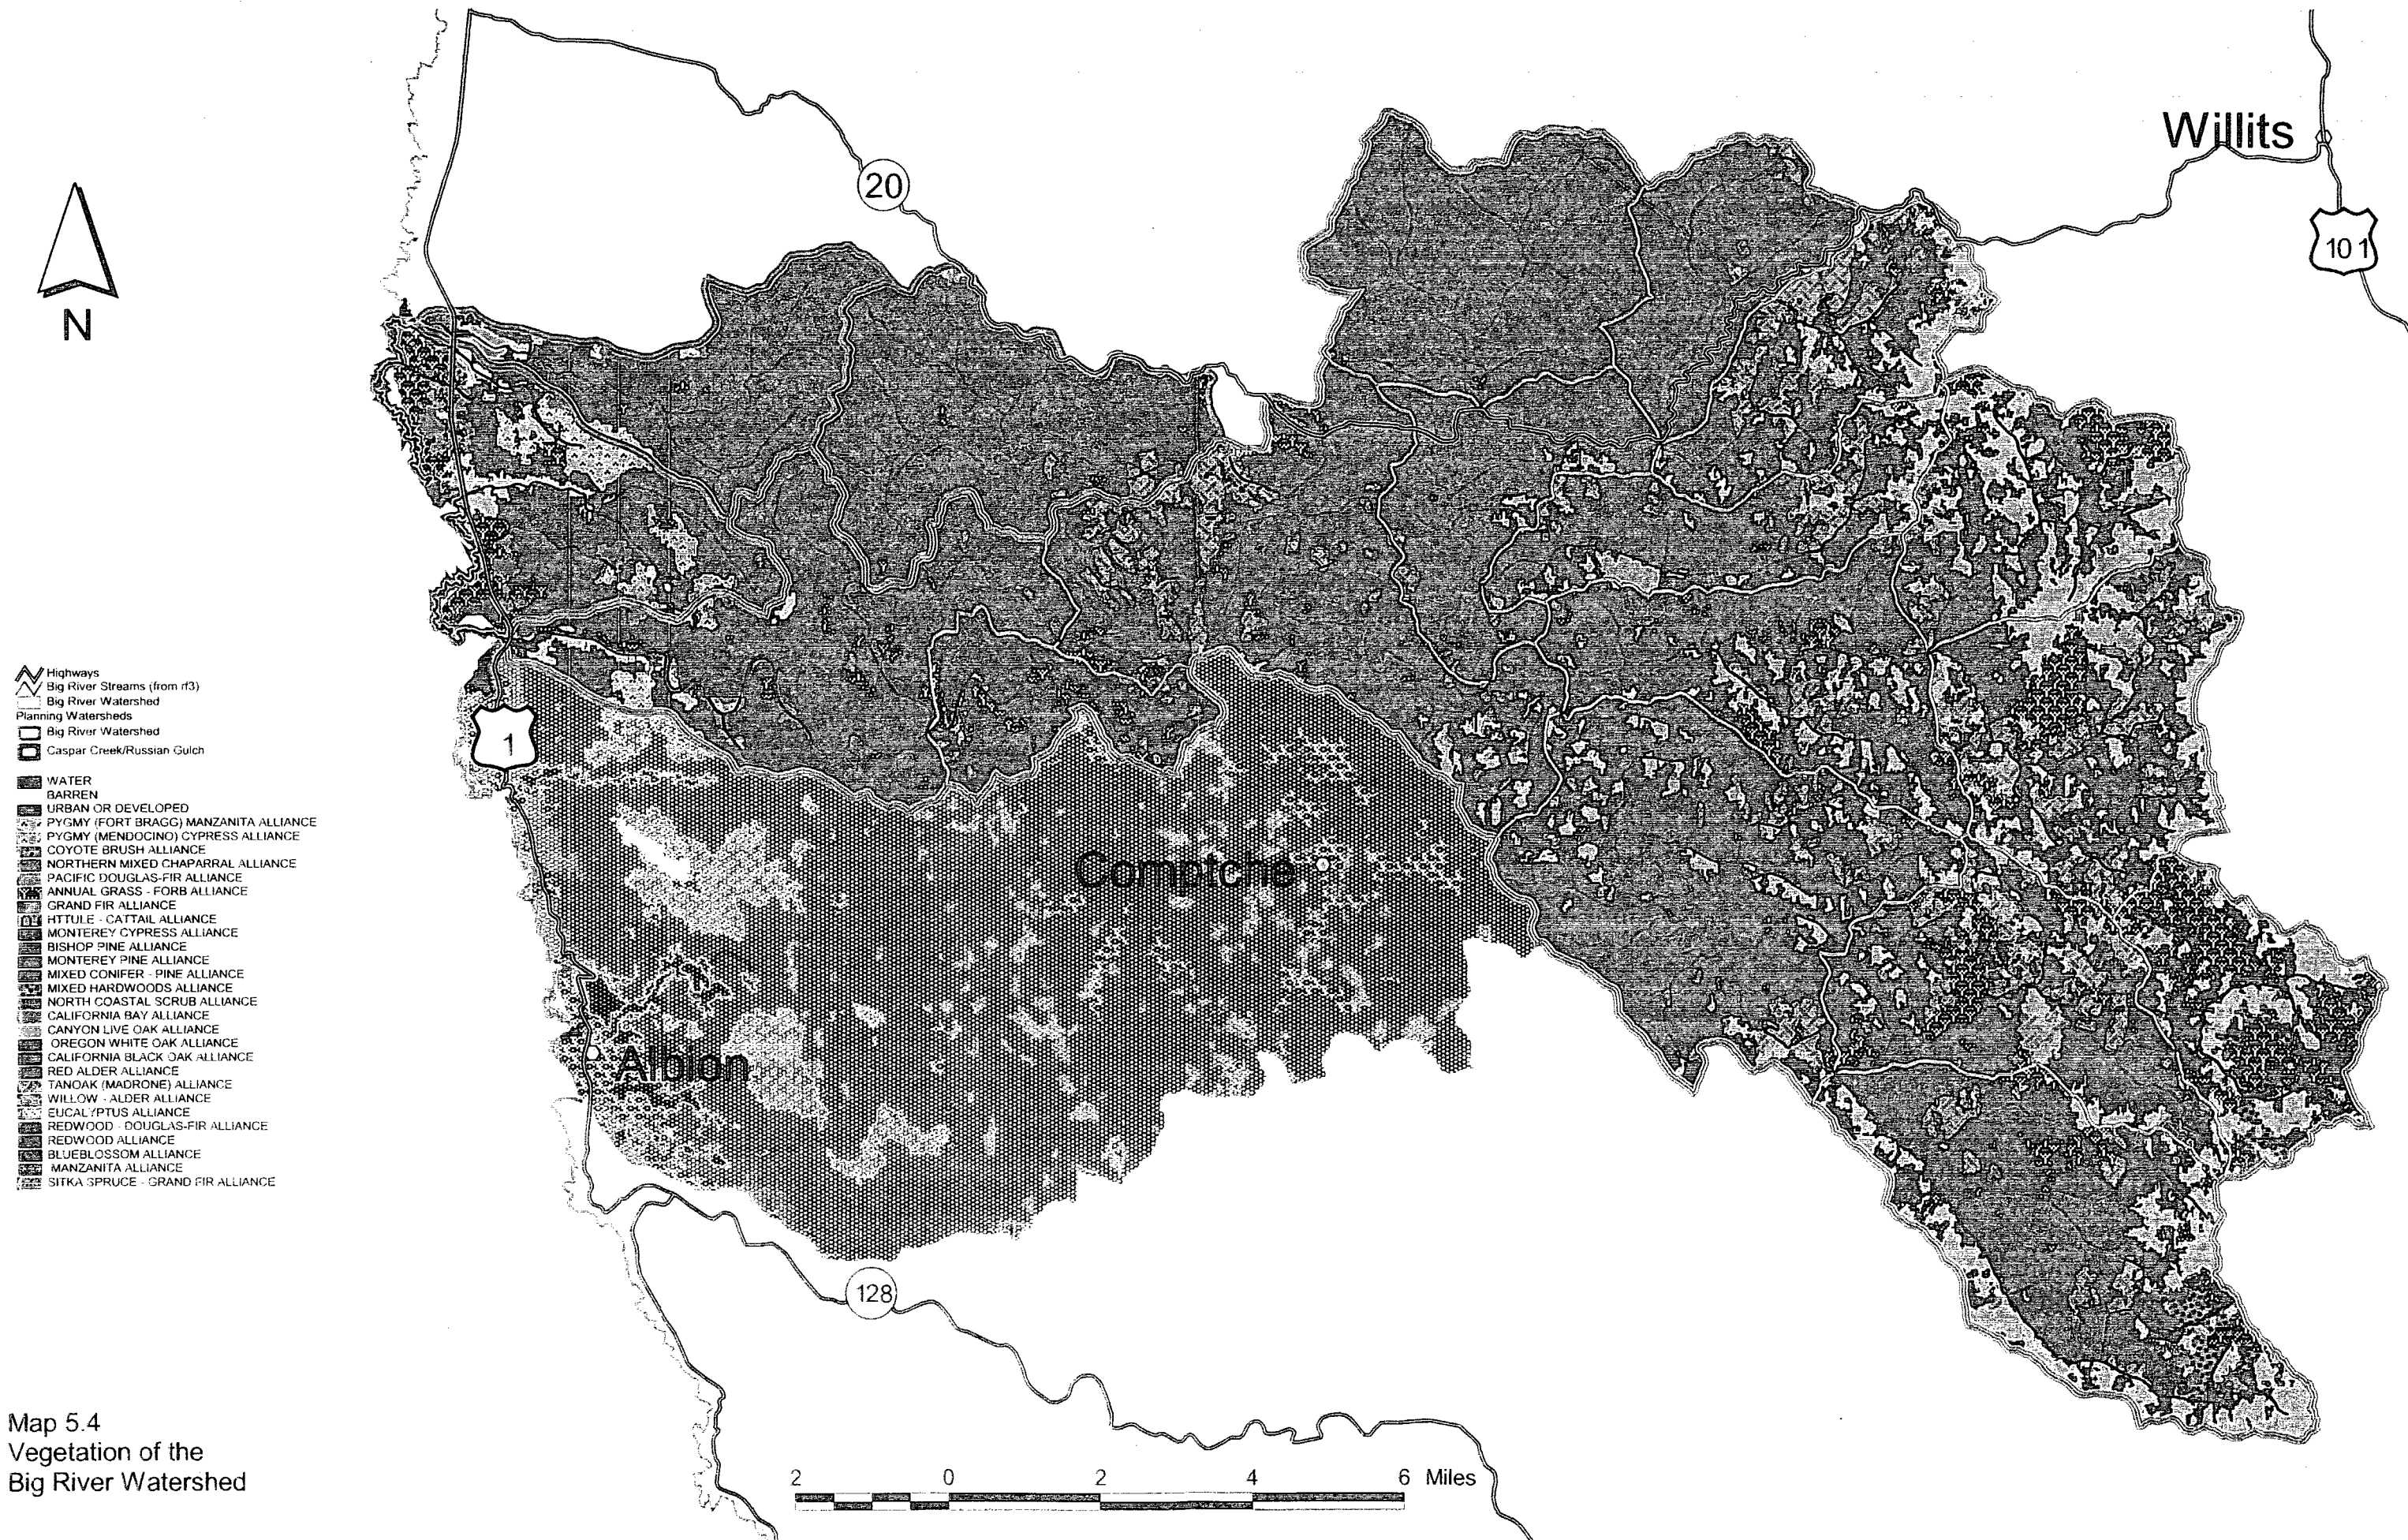 Willits
20
101
N
Highways
Big River Streams (from rf3)
Big River Watershed
Planning Watersheds
Big River Watershed
Caspar Creek/Russian Gulch
1
WATER
BARREN
URBAN OR DEVELOPED
PYGMY (FORT BRAGG) MANZANITA ALLIANCE
PYGMY (MENDOCINO) CYPRESS ALLIANCE
COYOTE BRUSH ALLIANCE
NORTHERN MIXED CHAPARRAL ALLIANCE
PACIFIC DOUGLAS-FIR ALLIANCE
ANNUAL GRASS - FORB ALLIANCE
GRAND FIR ALLIANCE
HTTULE - CATTAIL ALLIANCE
MONTEREY CYPRESS ALLIANCE
BISHOP PINE ALLIANCE
MONTEREY PINE ALLIANCE
MIXED CONIFER - PINE ALLIANCE
MIXED HARDWOODS ALLIANCE
NORTH COASTAL SCRUB ALLIANCE
CALIFORNIA BAY ALLIANCE
CANYON LIVE OAK ALLIANCE
OREGON WHITE OAK ALLIANCE
CALIFORNIA BLACK OAK ALLIANCE
RED ALDER ALLIANCE
TANOAK (MADRONE) ALLIANCE
WILLOW - ALDER ALLIANCE
EUCALYPTUS ALLIANCE
REDWOOD - DOUGLAS-FIR ALLIANCE
REDWOOD ALLIANCE
BLUEBLOSSOM ALLIANCE
MANZANITA ALLIANCE
SITKA SPRUCE - GRAND FIR ALLIANCE
Comptche
Albion
128
Map 5.4
Vegetation of the
Big River Watershed
2 0 2 4 6 Miles